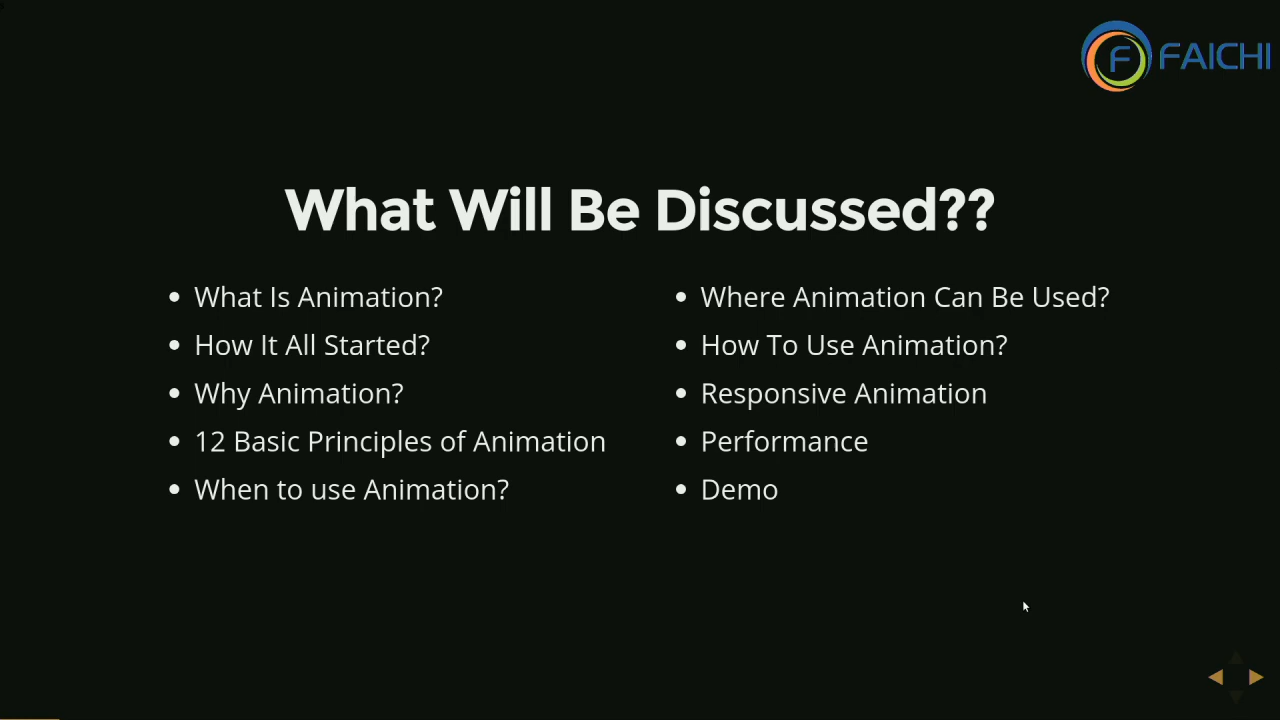 F FAICHI
What Will Be Discussed??
What Is Animation?
How It All Started?
Why Animation?
12 Basic Principles of Animation
When to use Animation?
Where Animation Can Be Used?
How To Use Animation?
Responsive Animation
Performance
Demo